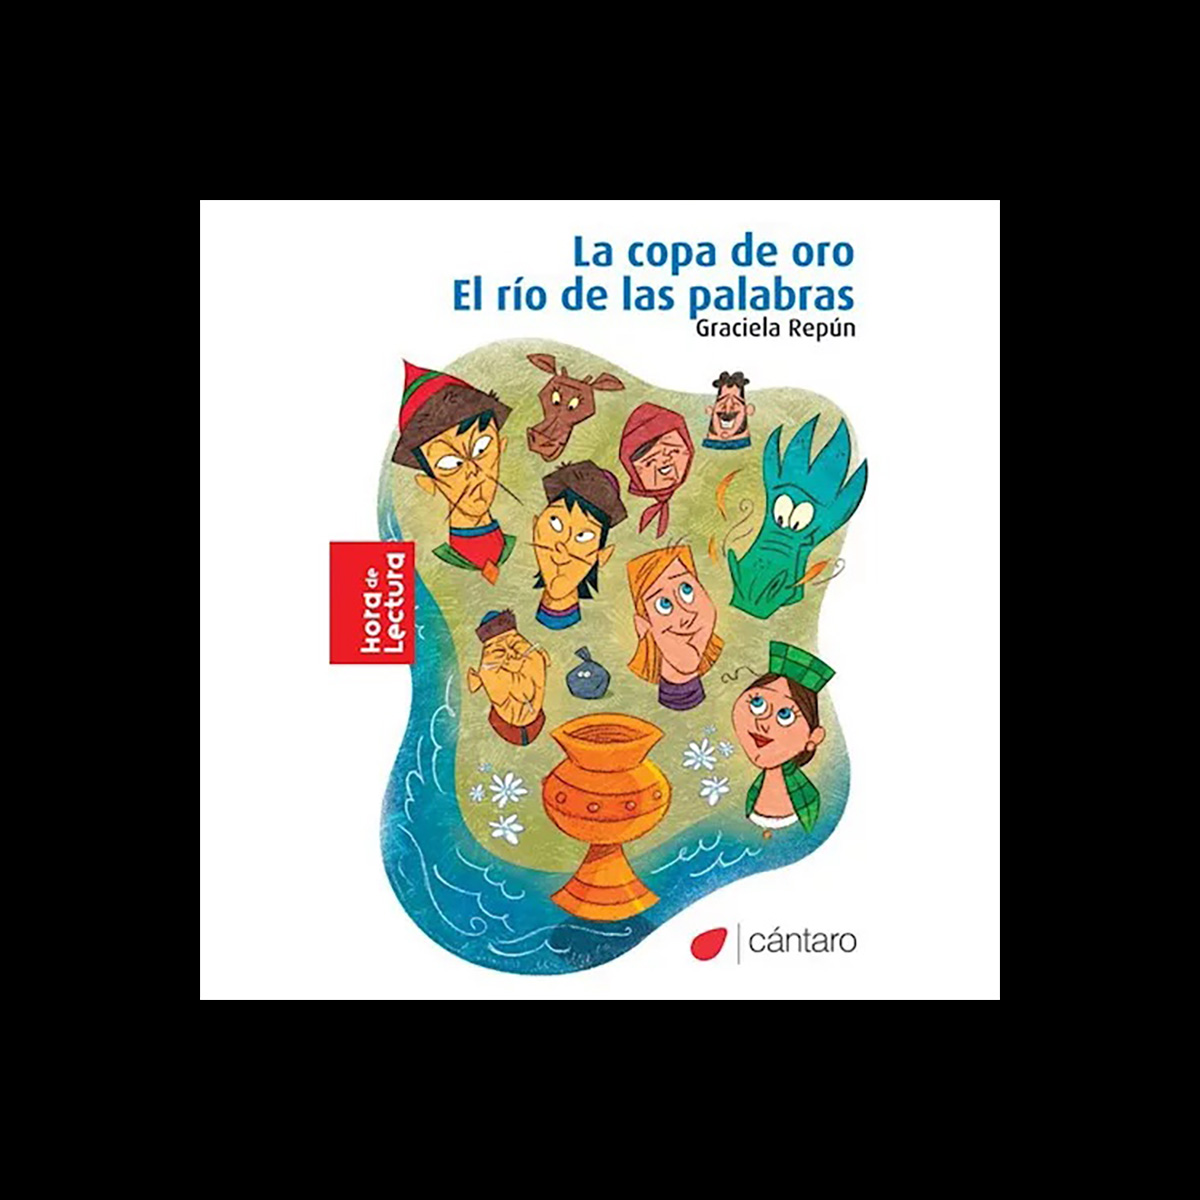 La copa de oro
El río de las palabras
Graciela Repún
Hora de
Lectura
cántaro